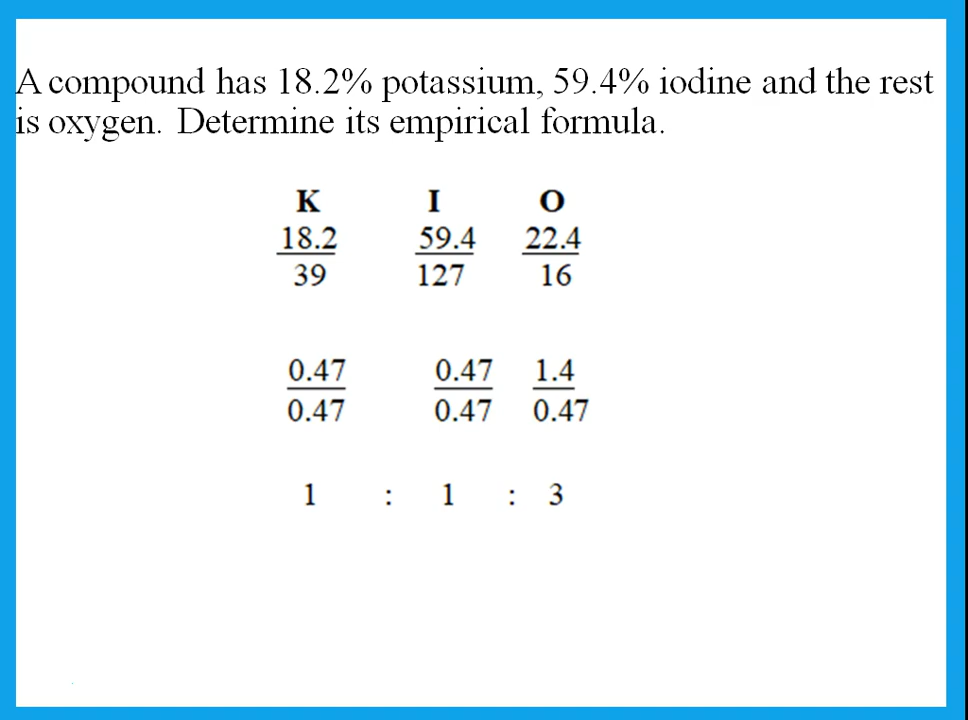 A compound has 18.2% potassium, 59.4% iodine and the rest
is oxygen. Determine its empirical formula.
K I O
18.2 59.4 22.4
39 127 16
0.47 0.47 1.4
0.47 0.47 0.47
1 : 1 : 3